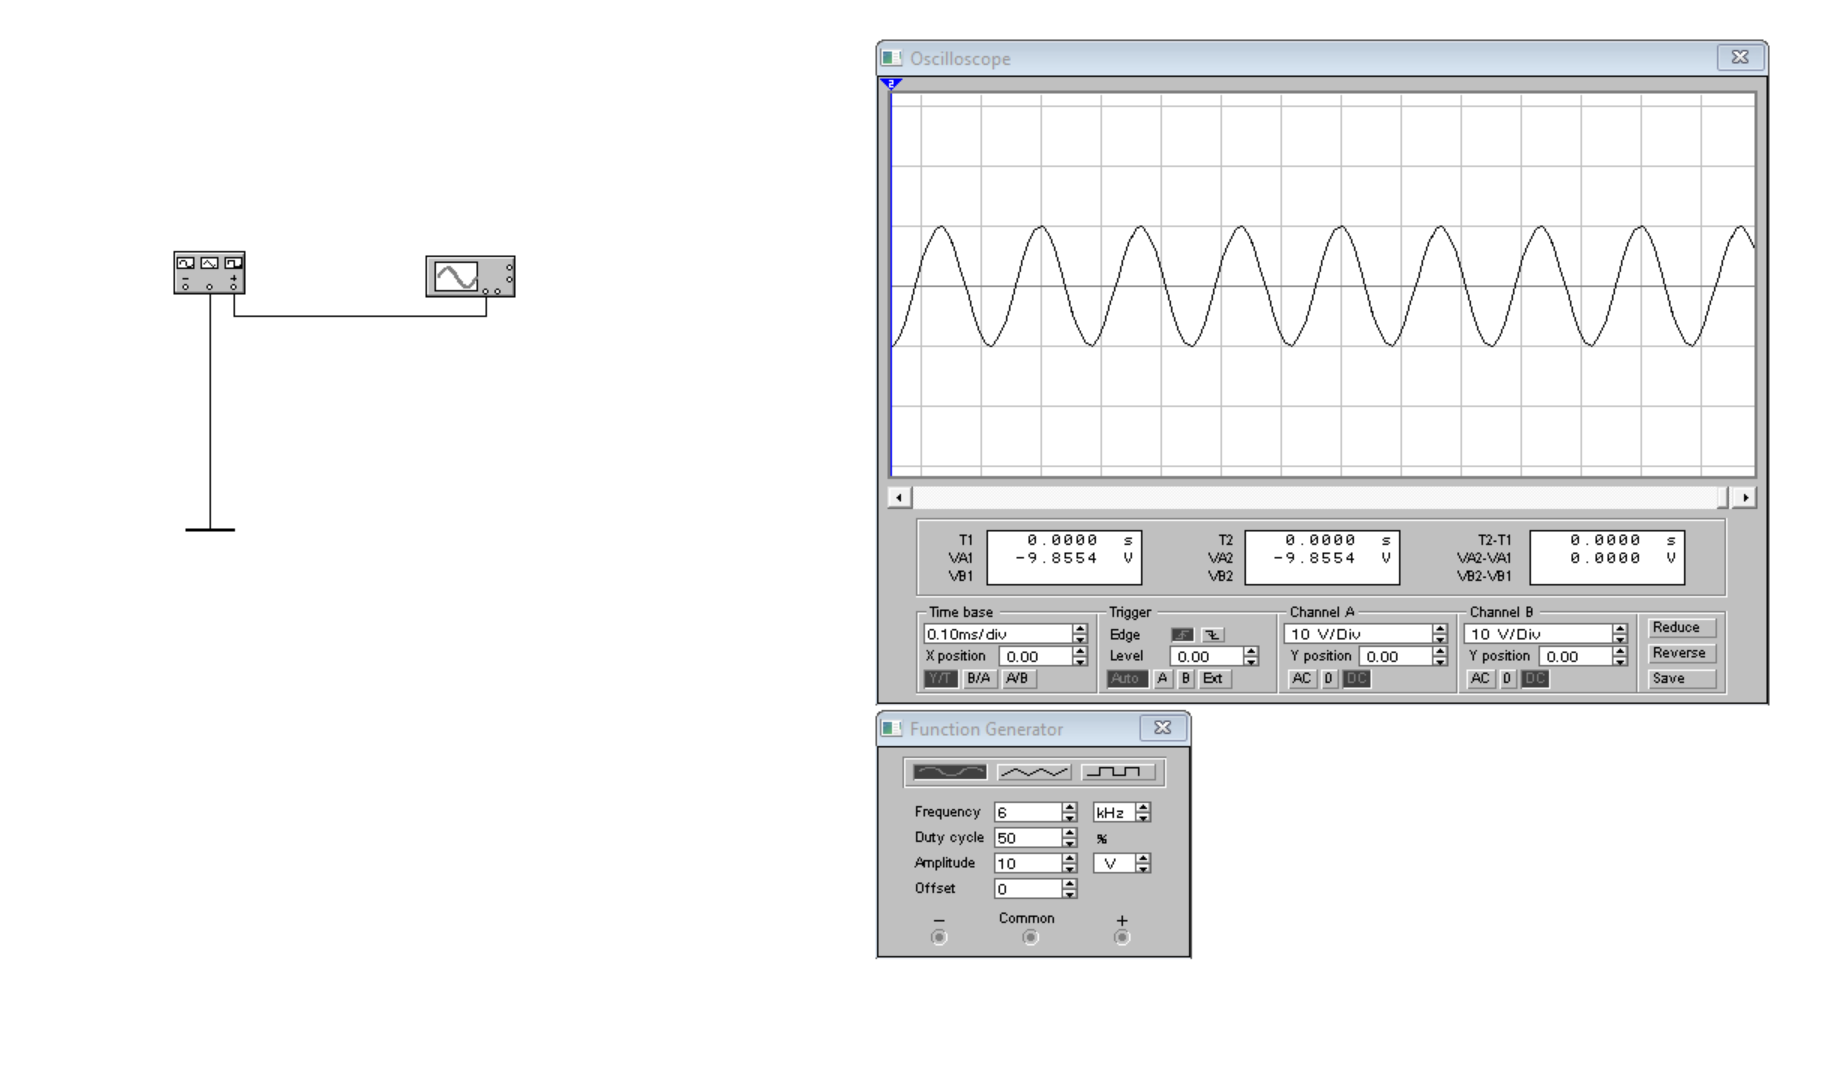 Oscilloscope
2
T1 0.0000 s T2 0.0000 s T2-T1 0.0000 s
VA1 -9.8554 V VA2 -9.8554 V VA2-VA1 0.0000 V
VB1 VB2 VB2-VB1
Time base Trigger Channel A Channel B
0.10ms/div Edge 10 V/Div 10 V/Div Reduce
X position 0.00 Level 0.00 Y position 0.00 Y position 0.00 Reverse
Y/T B/A A/B Auto A B Ext AC 0 DC AC 0 DC Save
- +
Function Generator
Frequency 6 kHz
Duty cycle 50 %
Amplitude 10 V
Offset 0
- Common +